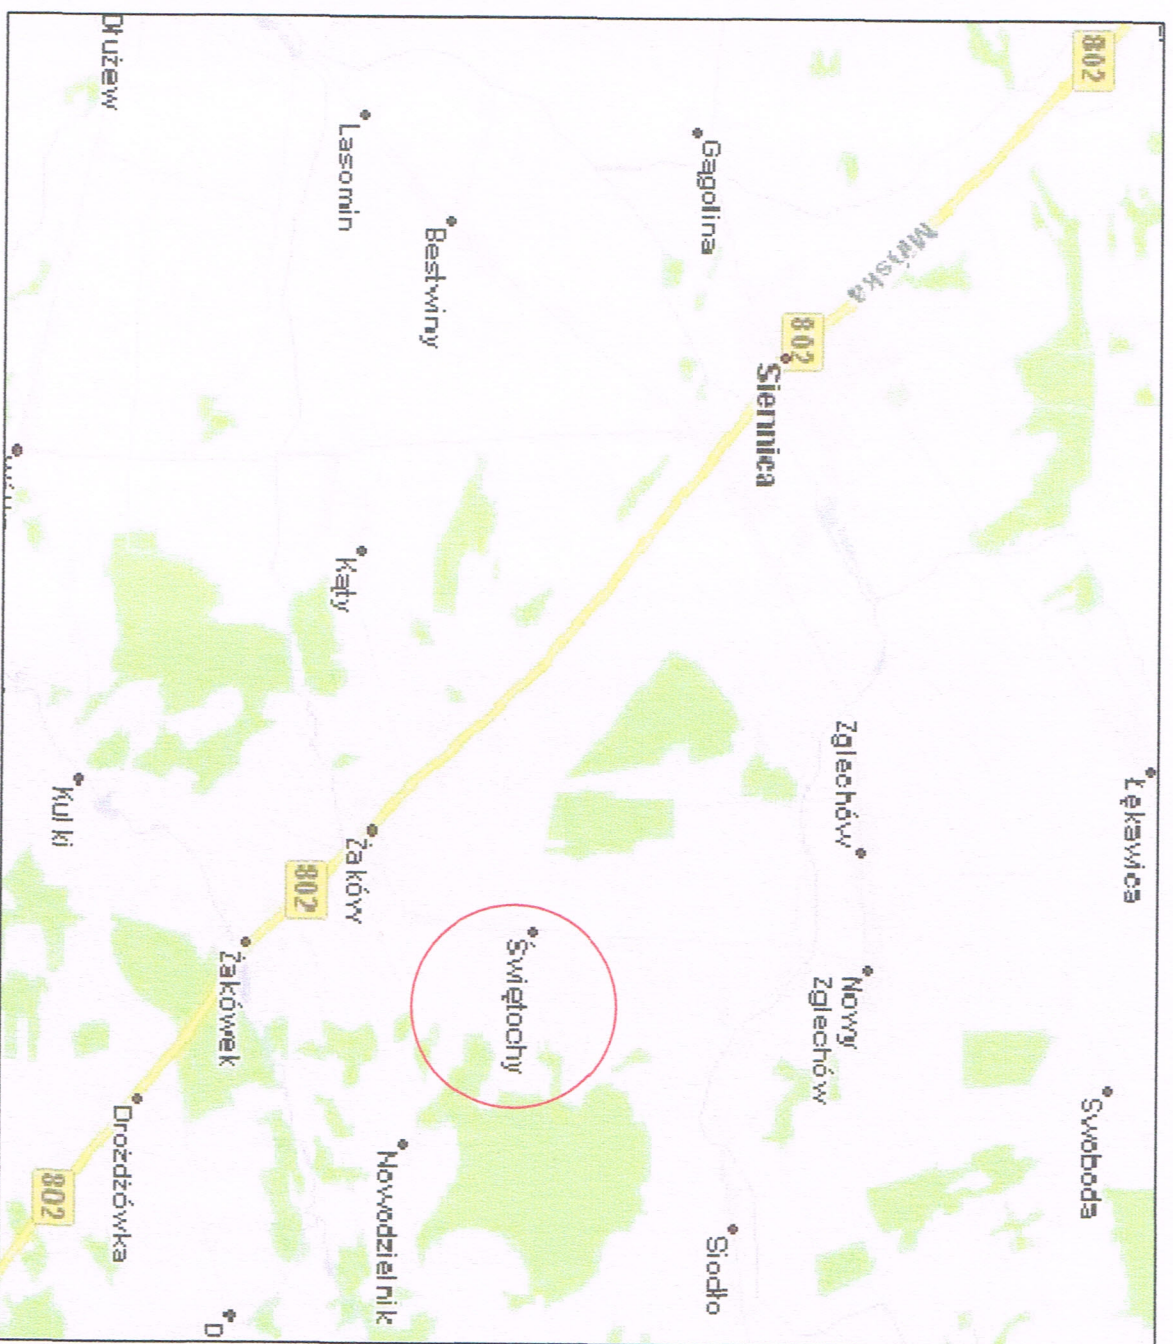 Łękawica
802
Swoboda
Mińska
Nowy
Zglechów
Zglechów
802
Siennica
Siodło
Gągolina
Świętochy
Bestwiny
Nowodzielnik
Żaków
Lasomin
Kąty
802
Żakówek
D
Drożdżówka
Dłużew
Kulki
802